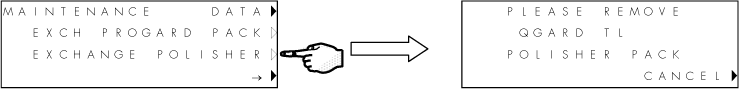 MAINTENANCE DATA
EXCH PROGARD PACK
EXCHANGE POLISHER
→
PLEASE REMOVE
QGARD TL
POLISHER PACK
CANCEL